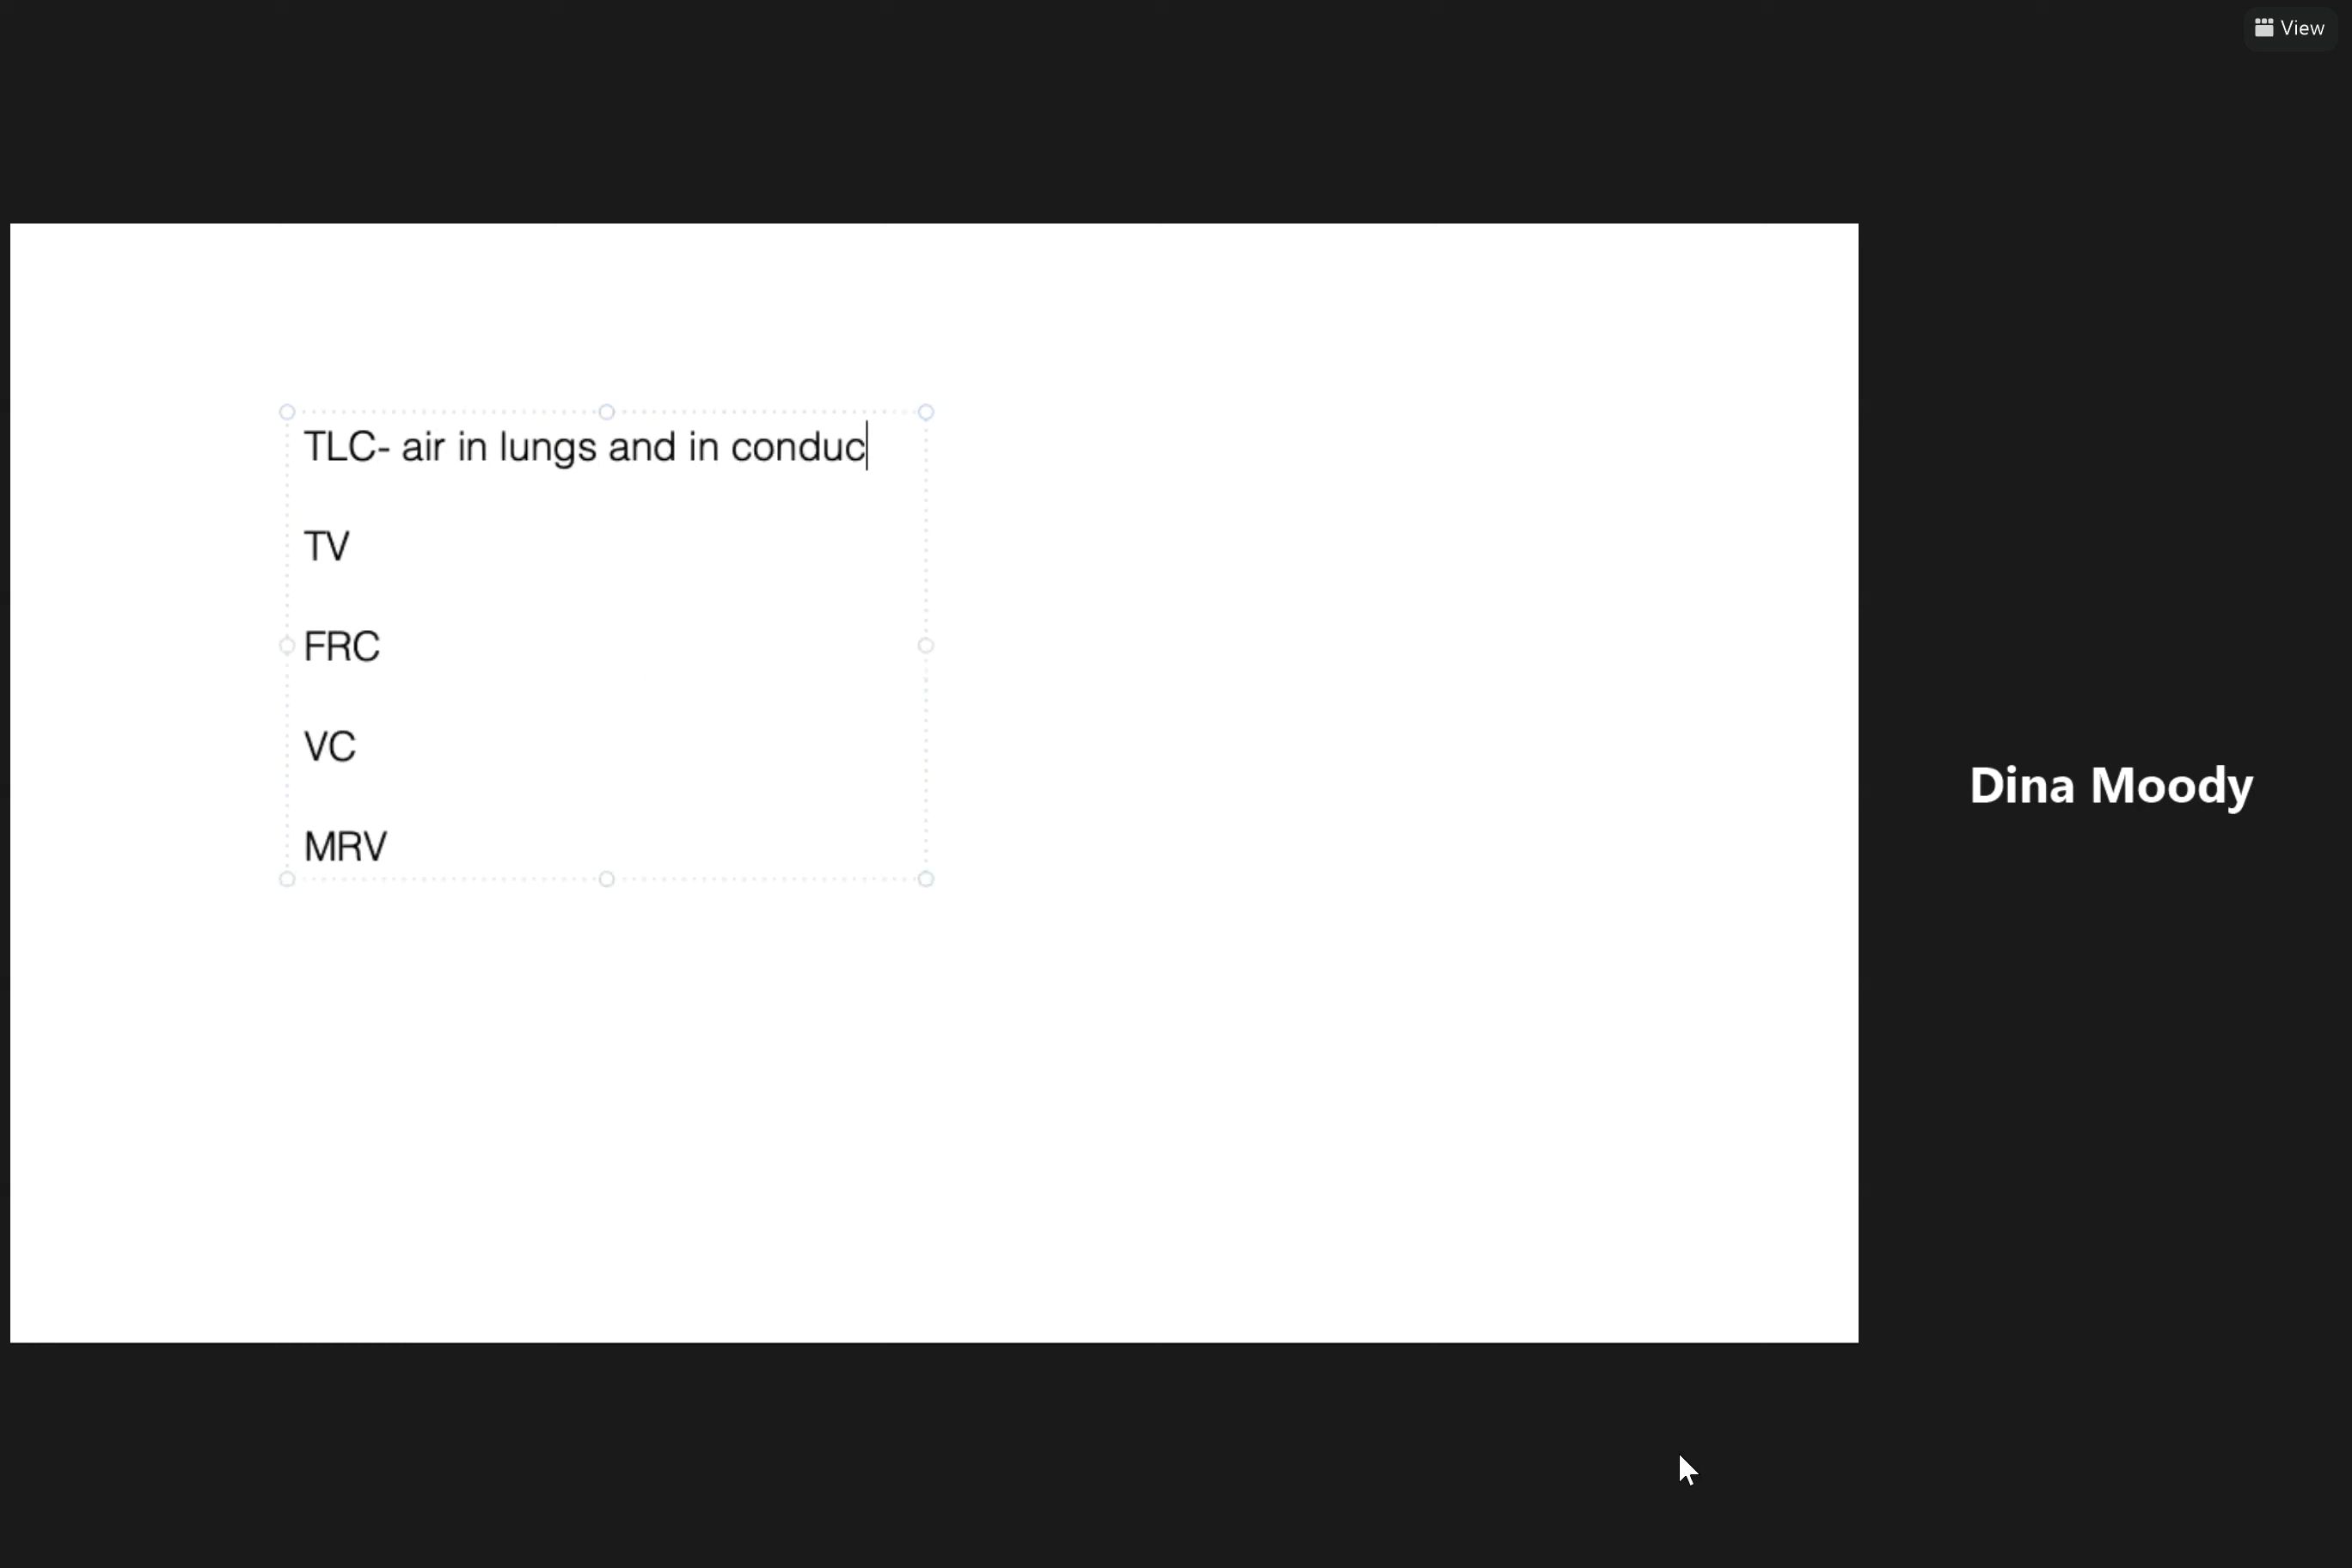 View
TLC- air in lungs and in conduc
TV
FRC
VC
MRV
Dina Moody